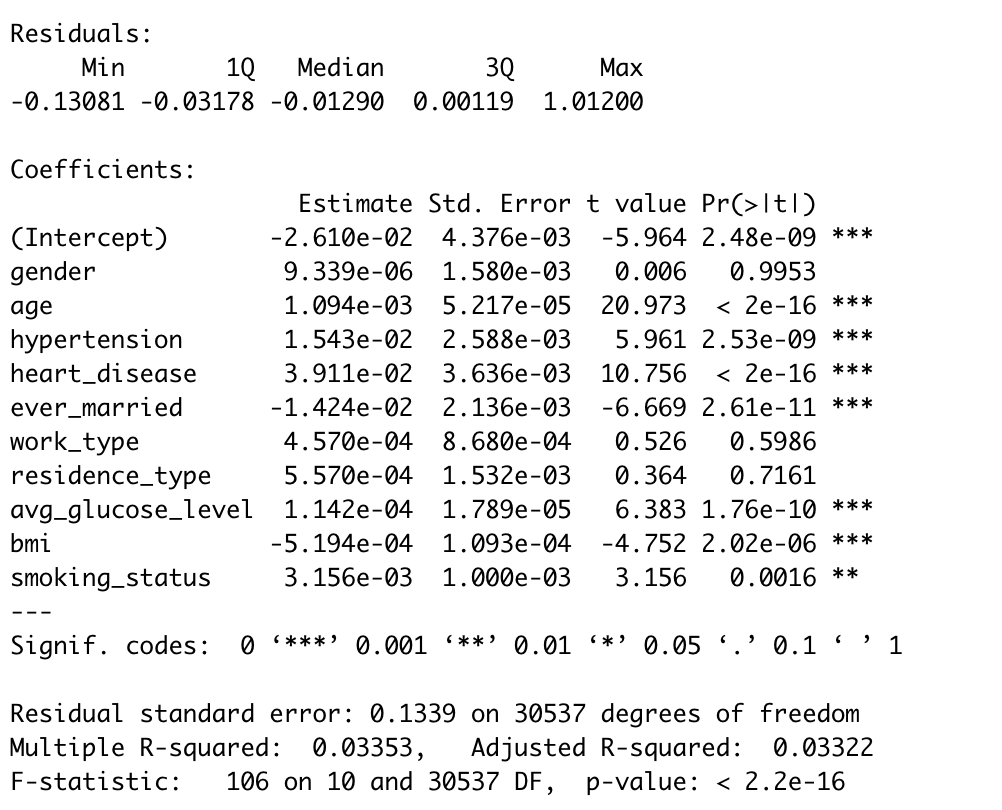 Residuals:
     Min       1Q   Median       3Q      Max
-0.13081 -0.03178 -0.01290  0.00119  1.01200

Coefficients:
                    Estimate Std. Error t value Pr(>|t|)
(Intercept)       -2.610e-02  4.376e-03  -5.964 2.48e-09 ***
gender             9.339e-06  1.580e-03   0.006   0.9953
age                1.094e-03  5.217e-05  20.973  < 2e-16 ***
hypertension       1.543e-02  2.588e-03   5.961 2.53e-09 ***
heart_disease      3.911e-02  3.636e-03  10.756  < 2e-16 ***
ever_married      -1.424e-02  2.136e-03  -6.669 2.61e-11 ***
work_type          4.570e-04  8.680e-04   0.526   0.5986
residence_type     5.570e-04  1.532e-03   0.364   0.7161
avg_glucose_level  1.142e-04  1.789e-05   6.383 1.76e-10 ***
bmi               -5.194e-04  1.093e-04  -4.752 2.02e-06 ***
smoking_status     3.156e-03  1.000e-03   3.156   0.0016 **
---
Signif. codes:  0 ‘***’ 0.001 ‘**’ 0.01 ‘*’ 0.05 ‘.’ 0.1 ‘ ’ 1

Residual standard error: 0.1339 on 30537 degrees of freedom
Multiple R-squared:  0.03353,   Adjusted R-squared:  0.03322
F-statistic:   106 on 10 and 30537 DF,  p-value: < 2.2e-16